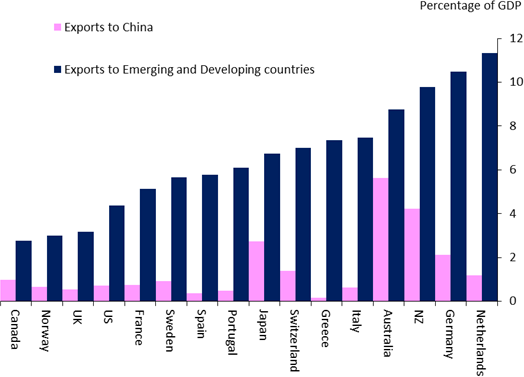 Percentage of GDP
Exports to China
Exports to Emerging and Developing countries
12
10
8
6
4
2
0
Canada
Norway
UK
US
France
Sweden
Spain
Portugal
Japan
Switzerland
Greece
Italy
Australia
NZ
Germany
Netherlands